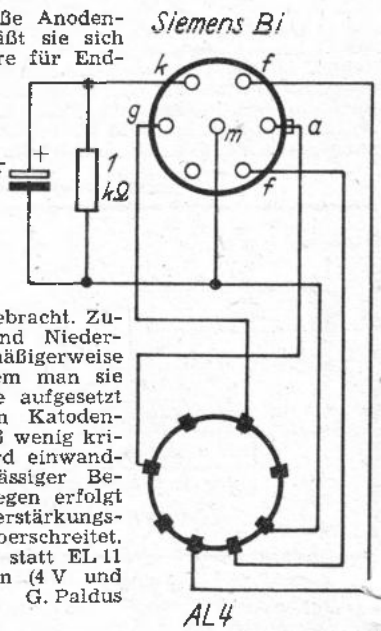 ße Anoden-
ißt sie sich
re für End-
Siemens Bi
k
f
g
m
a
+
1
kΩ
f
ebracht. Zu-
und Nieder-
mäßigerweise
em man sie
e aufgesetzt
n Katoden-
ß wenig kri-
rd einwand-
ässiger Be-
egen erfolgt
erstärkungs-
berschreitet.
statt EL 11
n (4 V und
G. Paldus
AL4